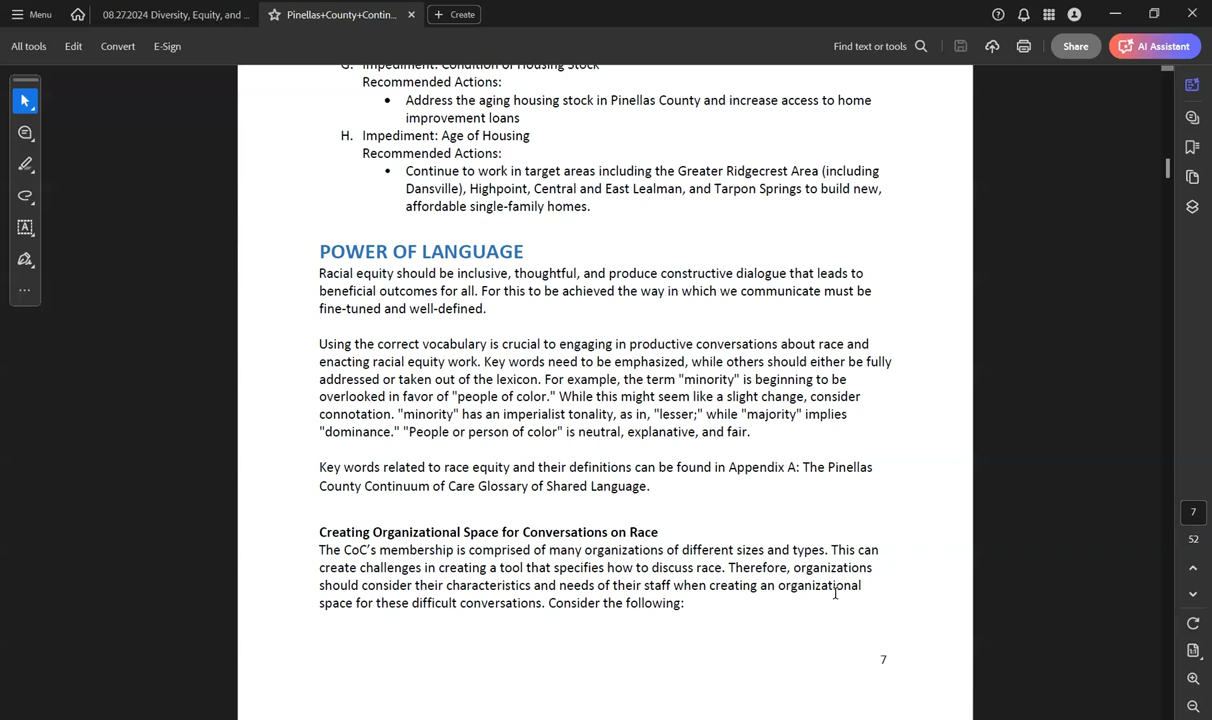 Menu
08.27.2024 Diversity, Equity, and ...
Pinellas+County+Contin...
Create
All tools
Edit
Convert
E-Sign
Find text or tools
Share
AI Assistant
G. Impediment: Condition of Housing Stock
Recommended Actions:
• Address the aging housing stock in Pinellas County and increase access to home
improvement loans
H. Impediment: Age of Housing
Recommended Actions:
• Continue to work in target areas including the Greater Ridgecrest Area (including
Dansville), Highpoint, Central and East Lealman, and Tarpon Springs to build new,
affordable single-family homes.
POWER OF LANGUAGE
Racial equity should be inclusive, thoughtful, and produce constructive dialogue that leads to
beneficial outcomes for all. For this to be achieved the way in which we communicate must be
fine-tuned and well-defined.
Using the correct vocabulary is crucial to engaging in productive conversations about race and
enacting racial equity work. Key words need to be emphasized, while others should either be fully
addressed or taken out of the lexicon. For example, the term "minority" is beginning to be
overlooked in favor of "people of color." While this might seem like a slight change, consider
connotation. "minority" has an imperialist tonality, as in, "lesser;" while "majority" implies
"dominance." "People or person of color" is neutral, explanative, and fair.
Key words related to race equity and their definitions can be found in Appendix A: The Pinellas
County Continuum of Care Glossary of Shared Language.
Creating Organizational Space for Conversations on Race
The CoC's membership is comprised of many organizations of different sizes and types. This can
create challenges in creating a tool that specifies how to discuss race. Therefore, organizations
should consider their characteristics and needs of their staff when creating an organizational
space for these difficult conversations. Consider the following:
7
7
52